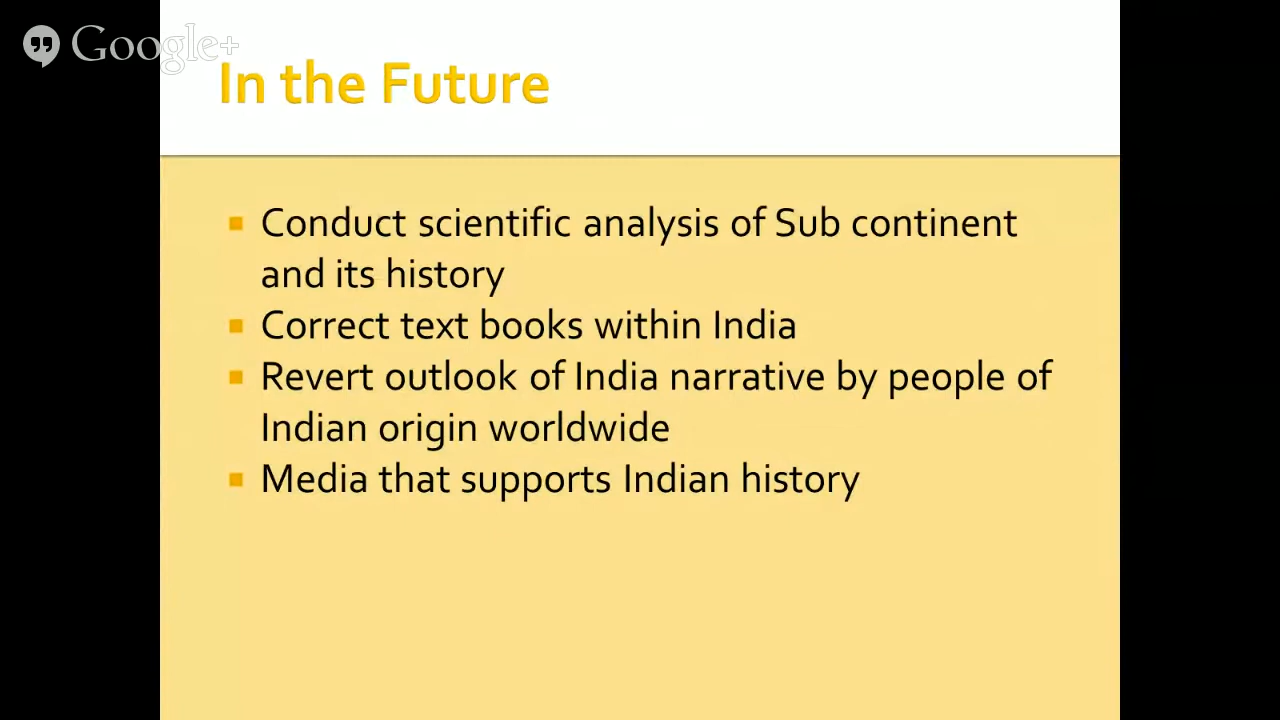 Google+
In the Future
Conduct scientific analysis of Sub continent
and its history
Correct text books within India
Revert outlook of India narrative by people of
Indian origin worldwide
Media that supports Indian history